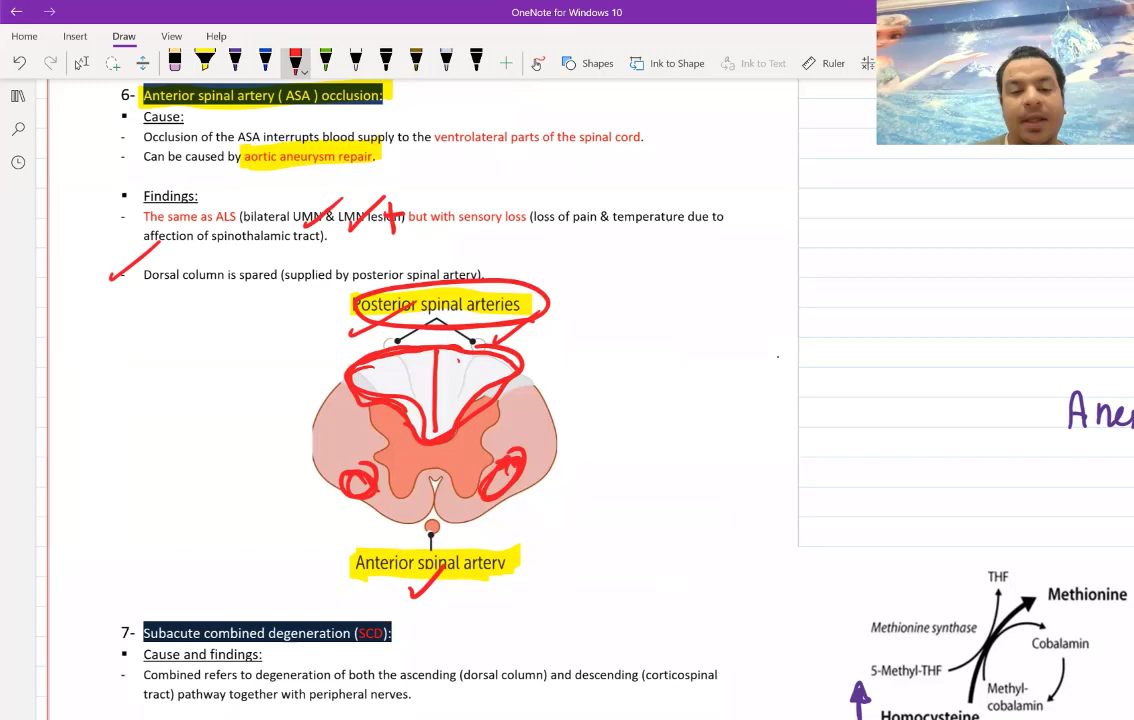 OneNote for Windows 10
Home Insert Draw View Help
Shapes Ink to Shape Ink to Text Ruler
6- Anterior spinal artery ( ASA ) occlusion:
▪ Cause:
- Occlusion of the ASA interrupts blood supply to the ventrolateral parts of the spinal cord.
- Can be caused by aortic aneurysm repair.
▪ Findings:
- The same as ALS (bilateral UMN & LMN lesion) but with sensory loss (loss of pain & temperature due to
affection of spinothalamic tract).
- Dorsal column is spared (supplied by posterior spinal artery).
Posterior spinal arteries
Anterior spinal artery
7- Subacute combined degeneration (SCD):
▪ Cause and findings:
- Combined refers to degeneration of both the ascending (dorsal column) and descending (corticospinal
tract) pathway together with peripheral nerves.
THF
Methionine
Methionine synthase
Cobalamin
5-Methyl-THF
Methyl-
cobalamin
Homocysteine